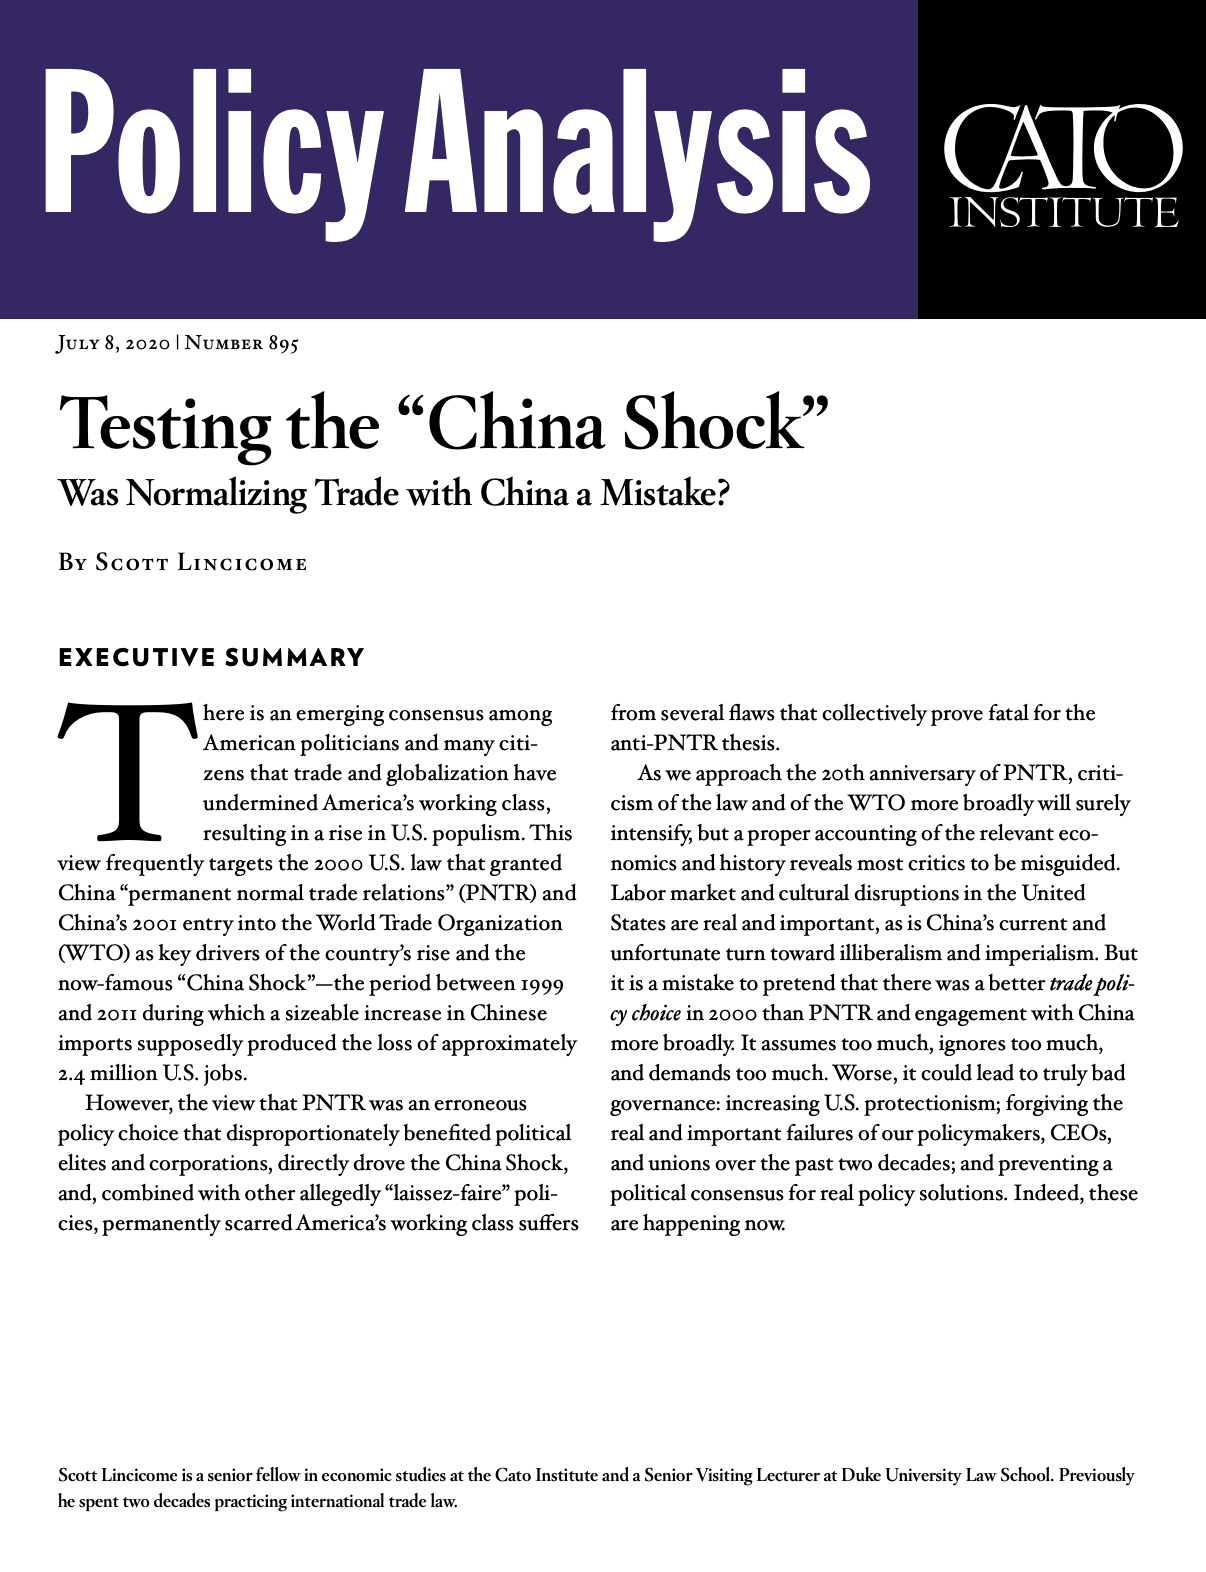 Policy Analysis
CATO
INSTITUTE
July 8, 2020 | Number 895
Testing the “China Shock”
Was Normalizing Trade with China a Mistake?
By Scott Lincicome
EXECUTIVE SUMMARY
There is an emerging consensus among
American politicians and many citi-
zens that trade and globalization have
undermined America’s working class,
resulting in a rise in U.S. populism. This
view frequently targets the 2000 U.S. law that granted
China “permanent normal trade relations” (PNTR) and
China’s 2001 entry into the World Trade Organization
(WTO) as key drivers of the country’s rise and the
now-famous “China Shock”—the period between 1999
and 2011 during which a sizeable increase in Chinese
imports supposedly produced the loss of approximately
2.4 million U.S. jobs.
However, the view that PNTR was an erroneous
policy choice that disproportionately benefited political
elites and corporations, directly drove the China Shock,
and, combined with other allegedly “laissez-faire” poli-
cies, permanently scarred America’s working class suffers
from several flaws that collectively prove fatal for the
anti-PNTR thesis.
As we approach the 20th anniversary of PNTR, criti-
cism of the law and of the WTO more broadly will surely
intensify, but a proper accounting of the relevant eco-
nomics and history reveals most critics to be misguided.
Labor market and cultural disruptions in the United
States are real and important, as is China’s current and
unfortunate turn toward illiberalism and imperialism. But
it is a mistake to pretend that there was a better trade poli-
cy choice in 2000 than PNTR and engagement with China
more broadly. It assumes too much, ignores too much,
and demands too much. Worse, it could lead to truly bad
governance: increasing U.S. protectionism; forgiving the
real and important failures of our policymakers, CEOs,
and unions over the past two decades; and preventing a
political consensus for real policy solutions. Indeed, these
are happening now.
Scott Lincicome is a senior fellow in economic studies at the Cato Institute and a Senior Visiting Lecturer at Duke University Law School. Previously
he spent two decades practicing international trade law.